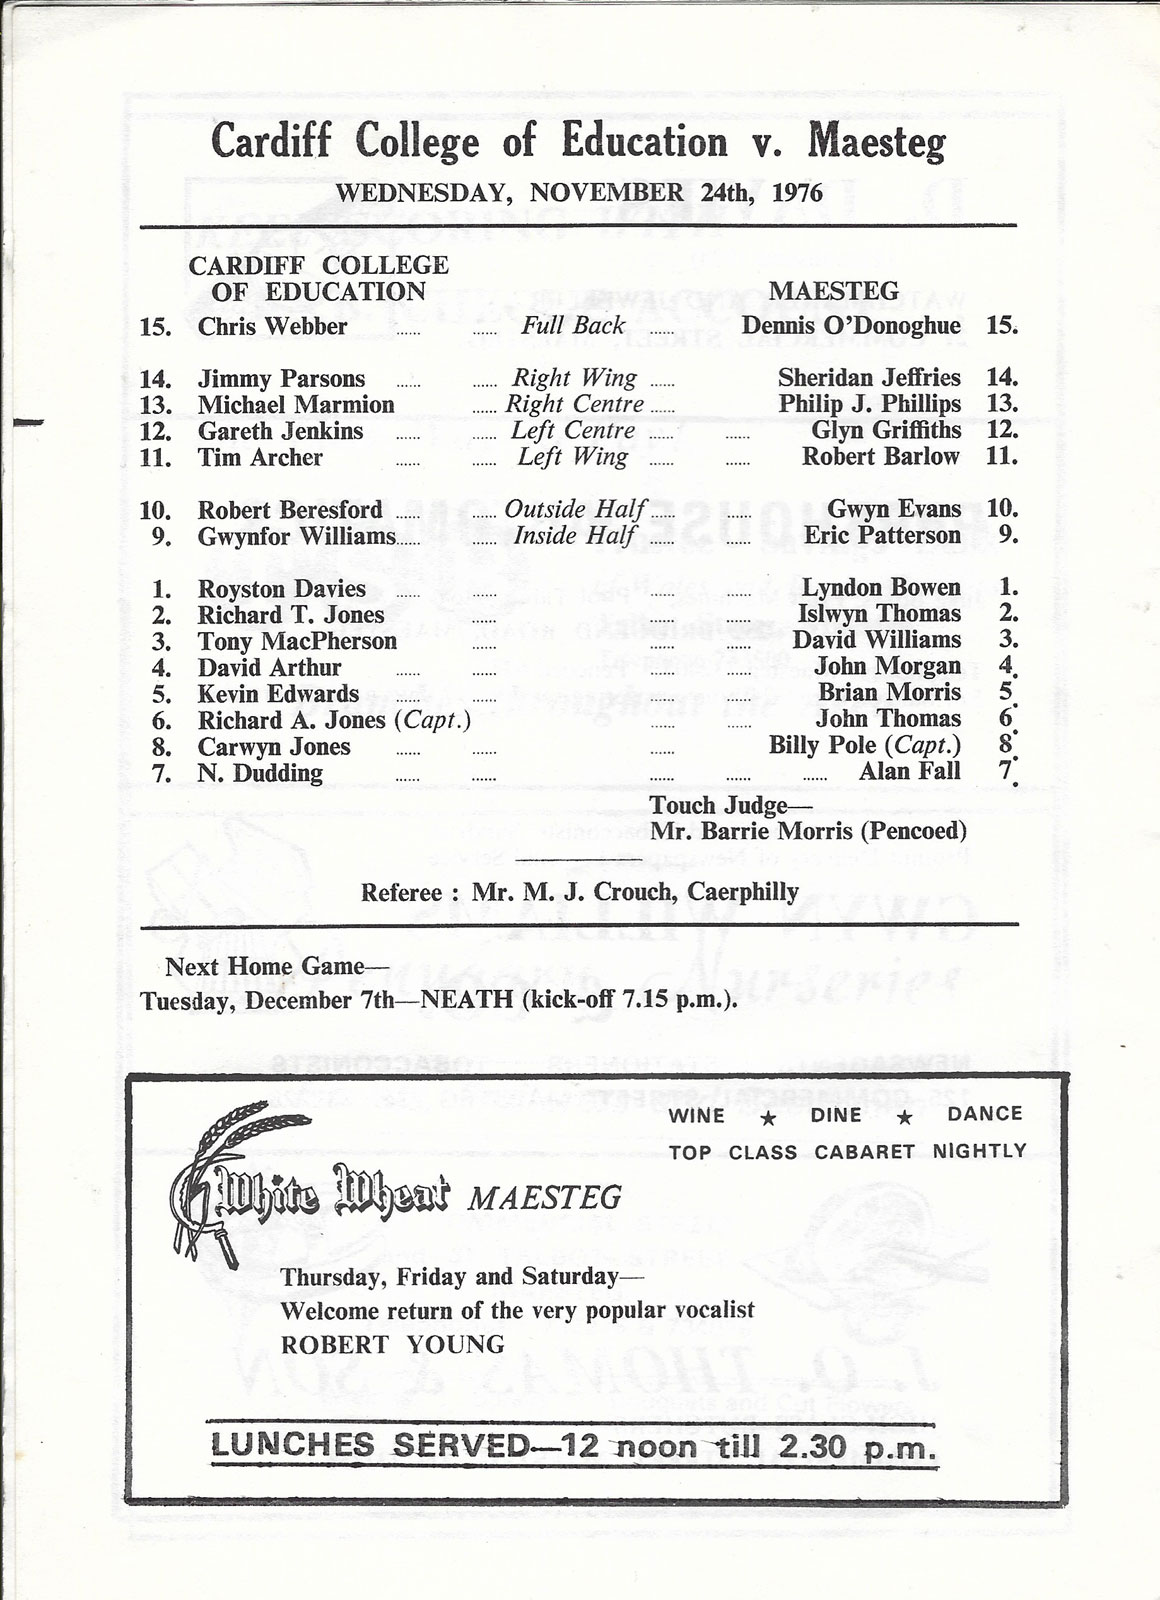 Cardiff College of Education v. Maesteg
WEDNESDAY, NOVEMBER 24th, 1976
CARDIFF COLLEGE
OF EDUCATION MAESTEG
15. Chris Webber ...... ...... Full Back ...... Dennis O'Donoghue 15.
14. Jimmy Parsons ...... ...... Right Wing ...... Sheridan Jeffries 14.
13. Michael Marmion ...... Right Centre ...... Philip J. Phillips 13.
12. Gareth Jenkins ...... ...... Left Centre ...... ...... Glyn Griffiths 12.
11. Tim Archer ...... ...... Left Wing ...... ...... Robert Barlow 11.
10. Robert Beresford ...... ...... Outside Half ...... ...... Gwyn Evans 10.
9. Gwynfor Williams ...... ...... Inside Half ...... ...... Eric Patterson 9.
1. Royston Davies ...... ...... ...... ...... Lyndon Bowen 1.
2. Richard T. Jones ...... ...... ...... Islwyn Thomas 2.
3. Tony MacPherson ...... ...... ...... David Williams 3.
4. David Arthur ...... ...... ...... ...... John Morgan 4.
5. Kevin Edwards ...... ...... ...... ...... Brian Morris 5.
6. Richard A. Jones (Capt.) ...... ...... John Thomas 6.
8. Carwyn Jones ...... ...... ...... Billy Pole (Capt.) 8.
7. N. Dudding ...... ...... ...... ...... ...... Alan Fall 7.
Touch Judge—
Mr. Barrie Morris (Pencoed)
Referee : Mr. M. J. Crouch, Caerphilly
Next Home Game—
Tuesday, December 7th—NEATH (kick-off 7.15 p.m.).
WINE ★ DINE ★ DANCE
TOP CLASS CABARET NIGHTLY
White Wheat MAESTEG
Thursday, Friday and Saturday—
Welcome return of the very popular vocalist
ROBERT YOUNG
LUNCHES SERVED—12 noon till 2.30 p.m.